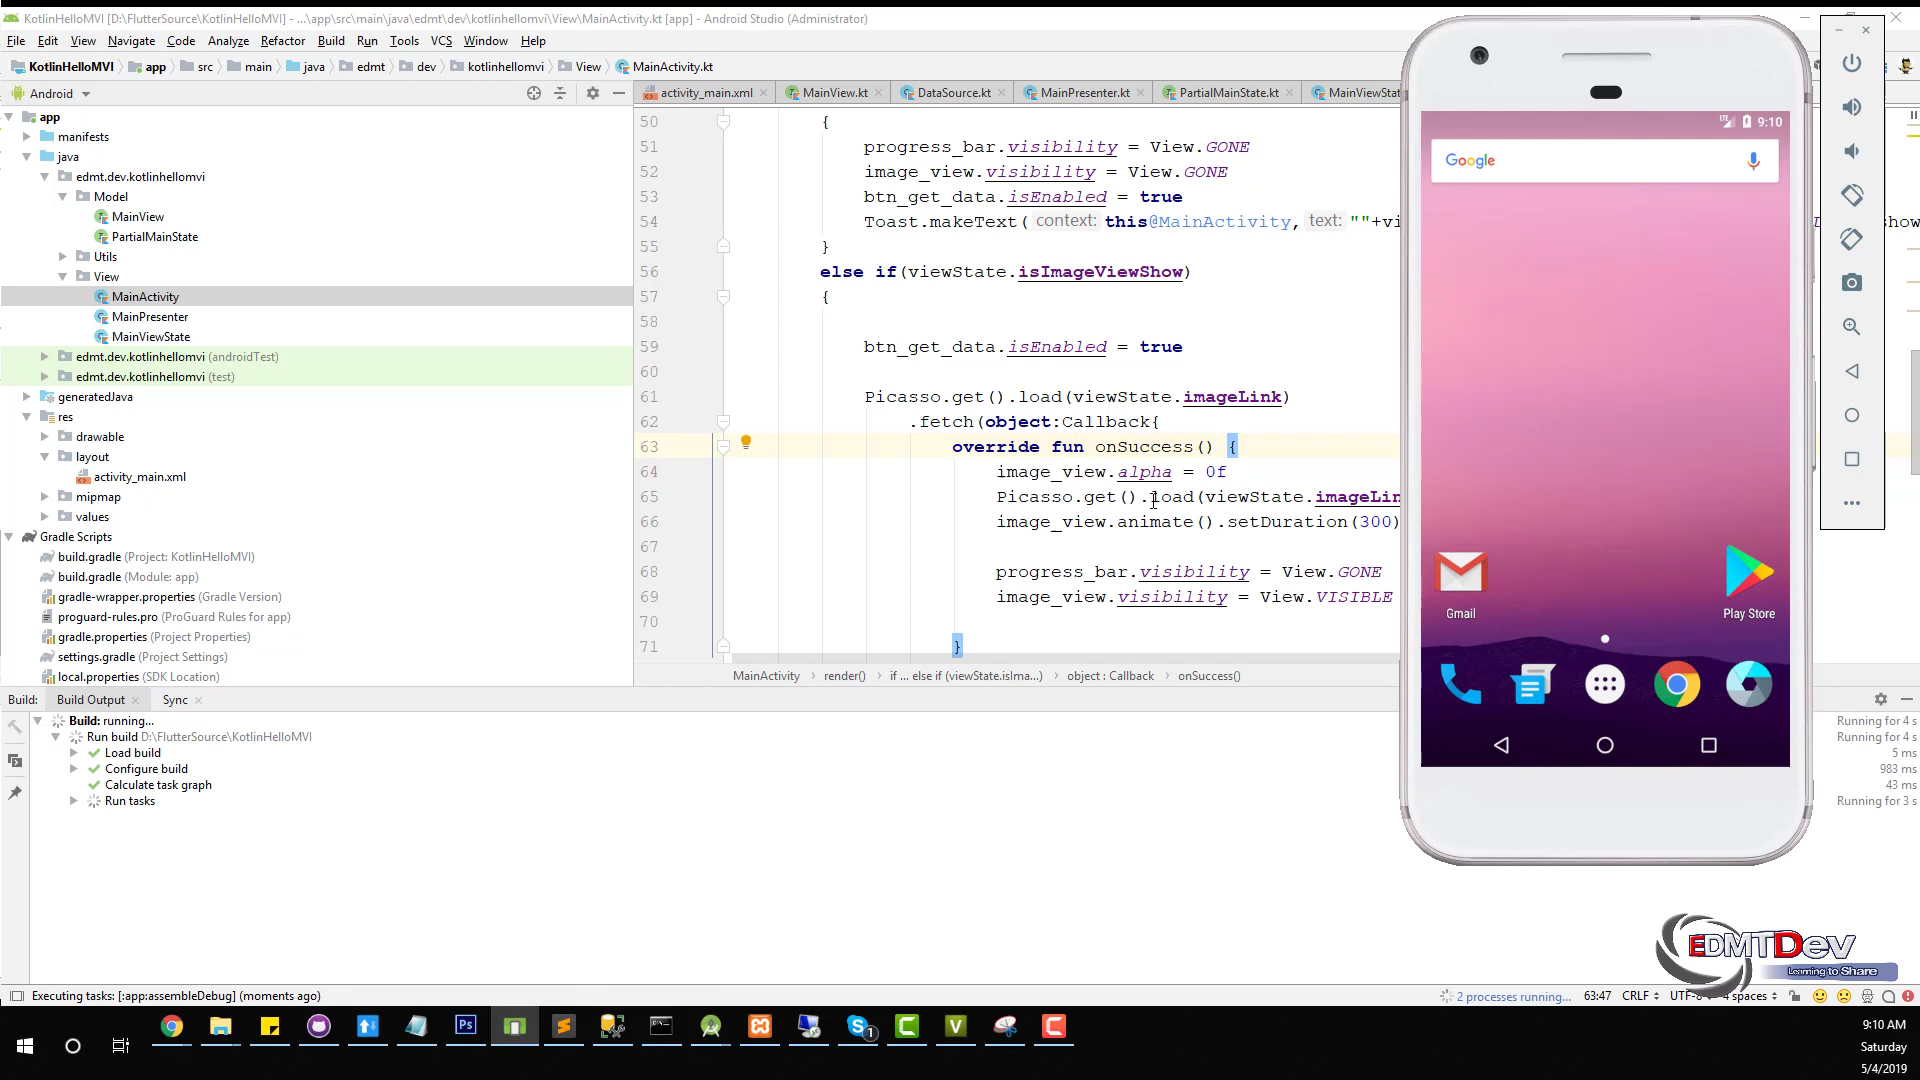 KotlinHelloMVI [D:\FlutterSource\KotlinHelloMVI] - ...\app\src\main\java\edmt\dev\kotlinhellomvi\View\MainActivity.kt [app] - Android Studio (Administrator)
File Edit View Navigate Code Analyze Refactor Build Run Tools VCS Window Help
KotlinHelloMVI app src main java edmt dev kotlinhellomvi View MainActivity.kt
Android
activity_main.xml MainView.kt DataSource.kt MainPresenter.kt PartialMainState.kt MainViewStat
app
manifests
java
edmt.dev.kotlinhellomvi
Model
MainView
PartialMainState
Utils
View
MainActivity
MainPresenter
MainViewState
edmt.dev.kotlinhellomvi (androidTest)
edmt.dev.kotlinhellomvi (test)
generatedJava
res
drawable
layout
activity_main.xml
mipmap
values
Gradle Scripts
build.gradle (Project: KotlinHelloMVI)
build.gradle (Module: app)
gradle-wrapper.properties (Gradle Version)
proguard-rules.pro (ProGuard Rules for app)
gradle.properties (Project Properties)
settings.gradle (Project Settings)
local.properties (SDK Location)
50 {
51 progress_bar.visibility = View.GONE
52 image_view.visibility = View.GONE
53 btn_get_data.isEnabled = true
54 Toast.makeText( context: this@MainActivity, text: ""+vi
show
55 }
56 else if(viewState.isImageViewShow)
57 {
58
59 btn_get_data.isEnabled = true
60
61 Picasso.get().load(viewState.imageLink)
62 .fetch(object:Callback{
63 override fun onSuccess() {
64 image_view.alpha = 0f
65 Picasso.get().load(viewState.imageLin
66 image_view.animate().setDuration(300)
67
68 progress_bar.visibility = View.GONE
69 image_view.visibility = View.VISIBLE
70
71 }
MainActivity render() if ... else if (viewState.isIma...) object : Callback onSuccess()
9:10
Google
Gmail
Play Store
Build: Build Output Sync
Build: running... Running for 4 s
Run build D:\FlutterSource\KotlinHelloMVI Running for 4 s
Load build 5 ms
Configure build 983 ms
Calculate task graph 43 ms
Run tasks Running for 3 s
EDMTDev
Learning to Share
Executing tasks: [:app:assembleDebug] (moments ago)
2 processes running... 63:47 CRLF UTF-8 4 spaces
Ps
V
1
9:10 AM
Saturday
5/4/2019